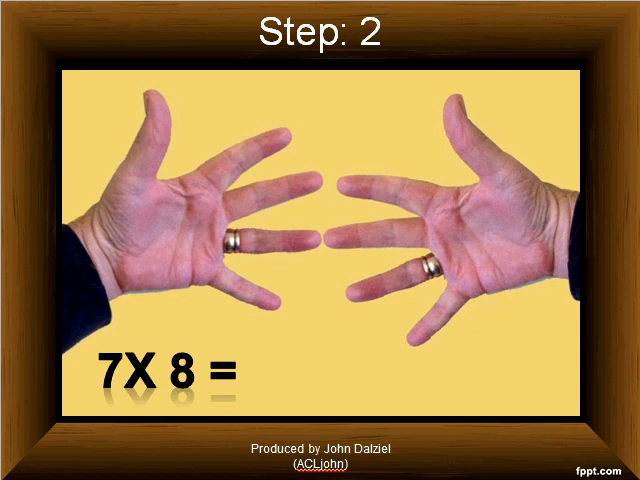 Step: 2
7X 8 =
Produced by John Dalziel
(ACLjohn)
fppt.com